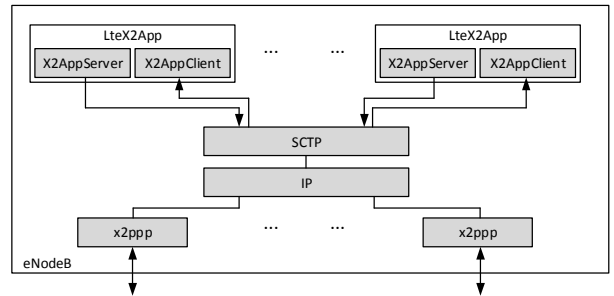 LteX2App
LteX2App
X2AppServer X2AppClient
... ...
X2AppServer X2AppClient
SCTP
IP
x2ppp
... ...
x2ppp
eNodeB